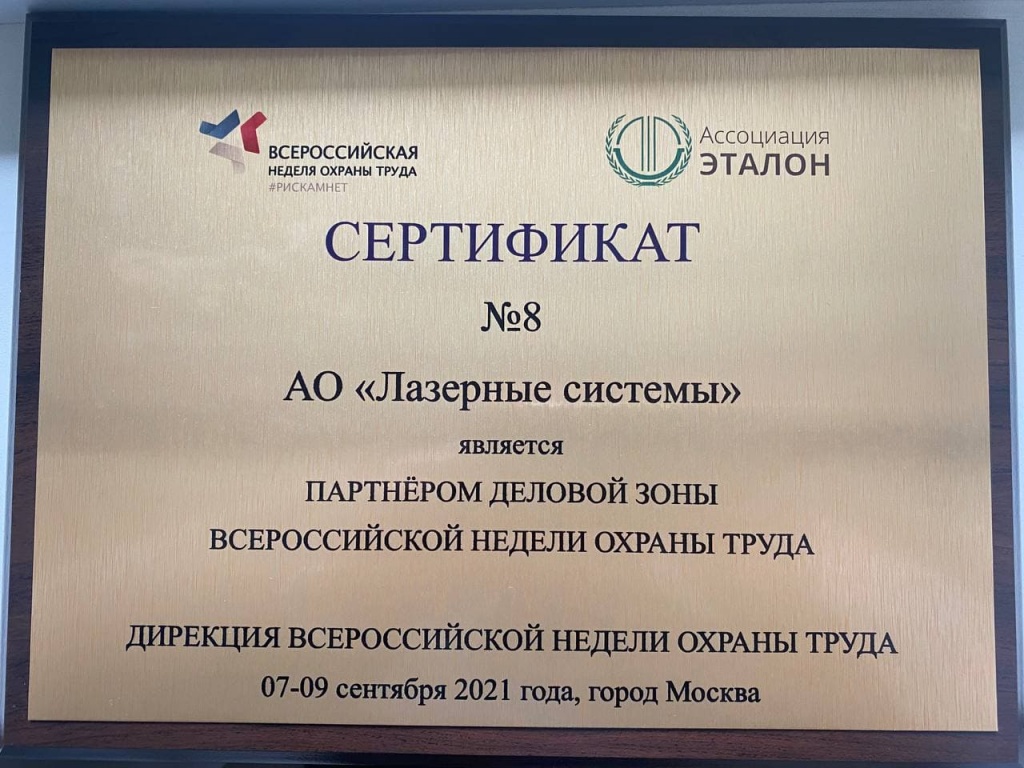 ВСЕРОССИЙСКАЯ
НЕДЕЛЯ ОХРАНЫ ТРУДА
#РИСКАМНЕТ
Ассоциация
ЭТАЛОН
СЕРТИФИКАТ
№8
АО «Лазерные системы»
является
ПАРТНЁРОМ ДЕЛОВОЙ ЗОНЫ
ВСЕРОССИЙСКОЙ НЕДЕЛИ ОХРАНЫ ТРУДА
ДИРЕКЦИЯ ВСЕРОССИЙСКОЙ НЕДЕЛИ ОХРАНЫ ТРУДА
07-09 сентября 2021 года, город Москва